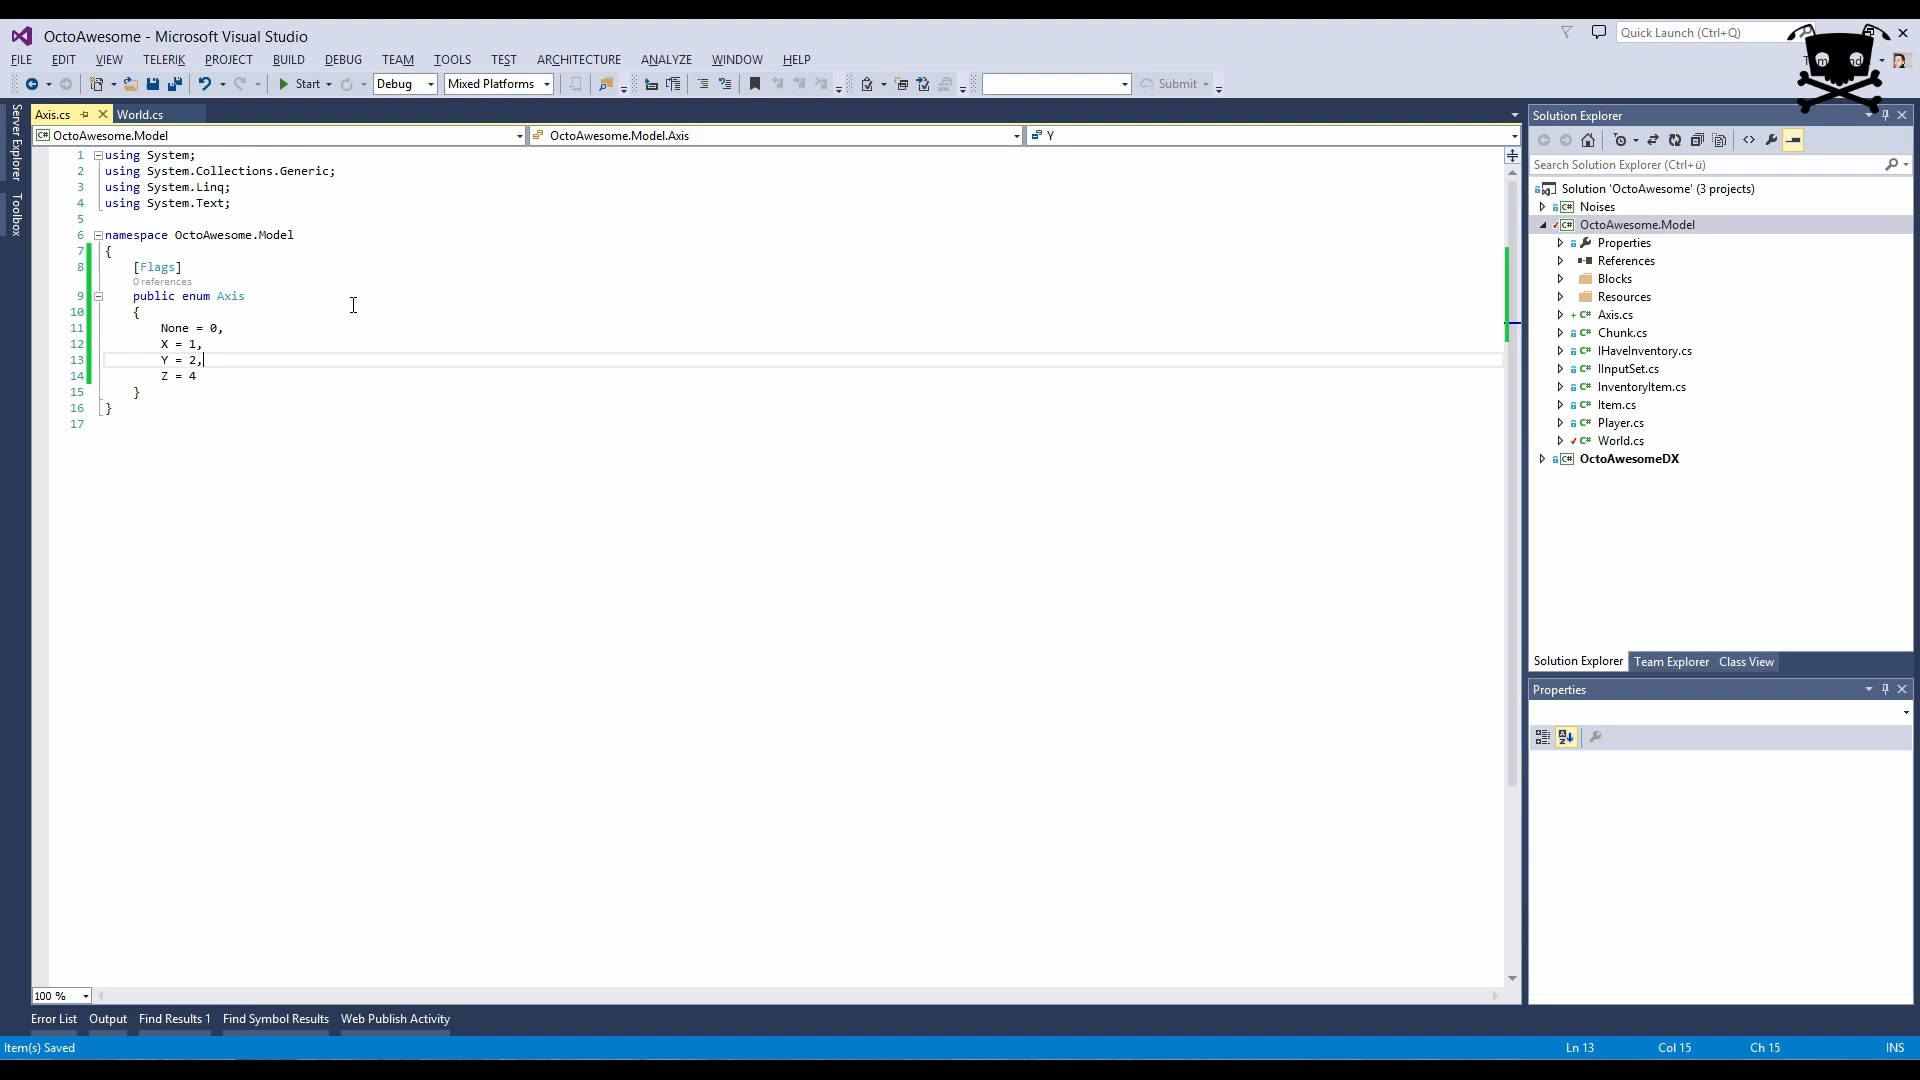 OctoAwesome - Microsoft Visual Studio
Quick Launch (Ctrl+Q)
FILE EDIT VIEW TELERIK PROJECT BUILD DEBUG TEAM TOOLS TEST ARCHITECTURE ANALYZE WINDOW HELP
Start Debug Mixed Platforms Submit
Server Explorer
Toolbox
Axis.cs World.cs
OctoAwesome.Model OctoAwesome.Model.Axis Y
1 using System;
2 using System.Collections.Generic;
3 using System.Linq;
4 using System.Text;
5
6 namespace OctoAwesome.Model
7 {
8 [Flags]
0 references
9 public enum Axis
10 {
11 None = 0,
12 X = 1,
13 Y = 2,
14 Z = 4
15 }
16 }
17
100 %
Solution Explorer
Search Solution Explorer (Ctrl+ü)
Solution 'OctoAwesome' (3 projects)
Noises
OctoAwesome.Model
Properties
References
Blocks
Resources
Axis.cs
Chunk.cs
IHaveInventory.cs
IInputSet.cs
InventoryItem.cs
Item.cs
Player.cs
World.cs
OctoAwesomeDX
Solution Explorer Team Explorer Class View
Properties
Error List Output Find Results 1 Find Symbol Results Web Publish Activity
Item(s) Saved Ln 13 Col 15 Ch 15 INS